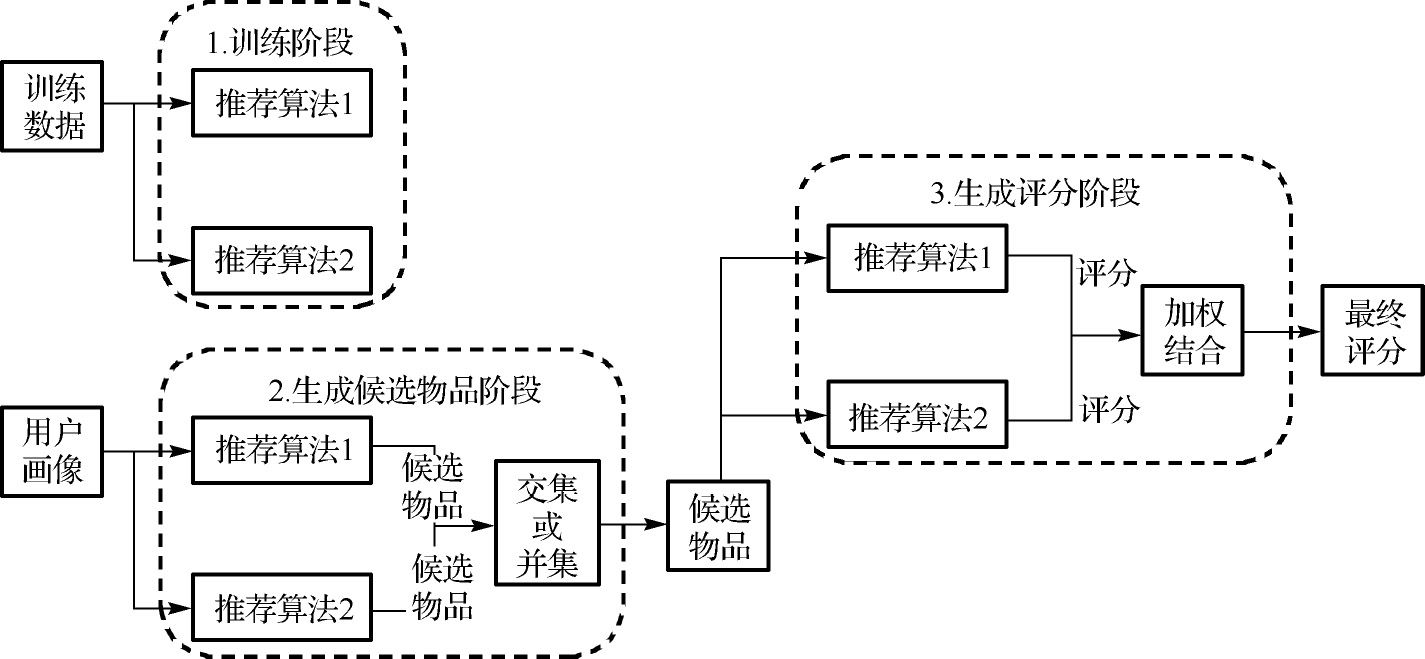 训练
数据
1.训练阶段
推荐算法1
推荐算法2
用户
画像
2.生成候选物品阶段
推荐算法1
候选
物品
候选
物品
推荐算法2
交集
或
并集
候选
物品
3.生成评分阶段
推荐算法1
评分
推荐算法2
评分
加权
结合
最终
评分